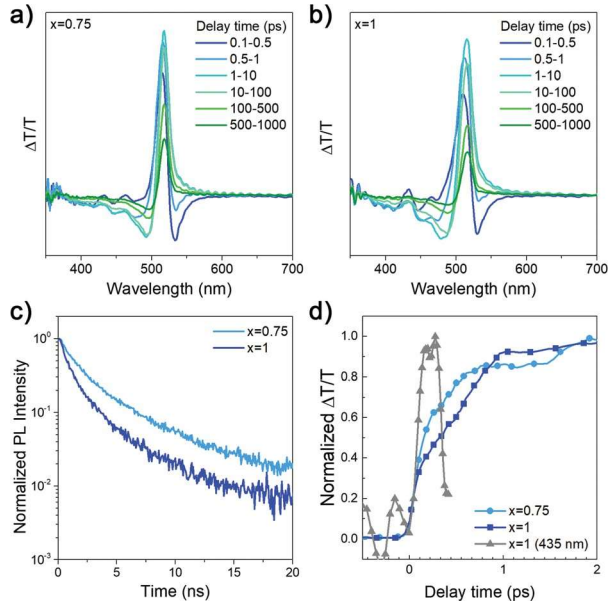 a)
x=0.75
Delay time (ps)
0.1-0.5
0.5-1
1-10
10-100
100-500
500-1000
ΔT/T
400 500 600 700
Wavelength (nm)
b)
x=1
Delay time (ps)
0.1-0.5
0.5-1
1-10
10-100
100-500
500-1000
ΔT/T
400 500 600 700
Wavelength (nm)
c)
x=0.75
x=1
10^0
10^-1
10^-2
10^-3
Normalized PL Intensity
0 5 10 15 20
Time (ns)
d)
1.0
0.8
0.6
0.4
0.2
0.0
Normalized ΔT/T
x=0.75
x=1
x=1 (435 nm)
0 1 2
Delay time (ps)